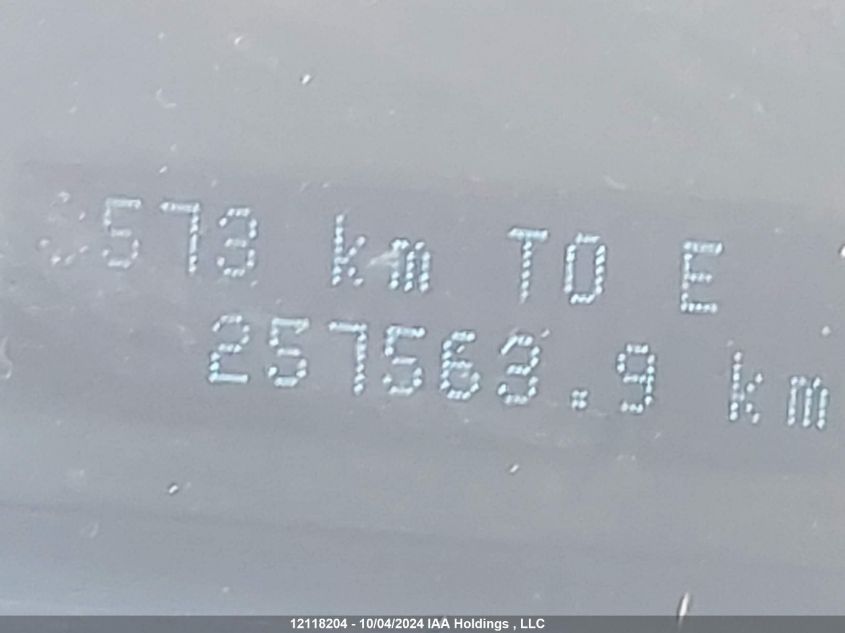 573 km TO E
257563.9 km
12118204 - 10/04/2024 IAA Holdings , LLC